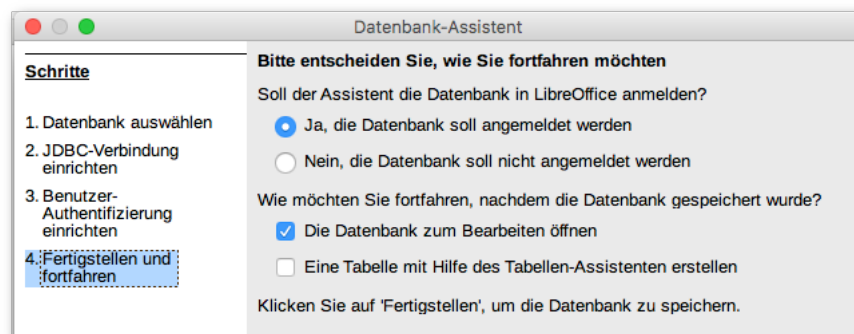 Datenbank-Assistent
Schritte
1. Datenbank auswählen
2. JDBC-Verbindung
einrichten
3. Benutzer-
Authentifizierung
einrichten
4. Fertigstellen und
fortfahren
Bitte entscheiden Sie, wie Sie fortfahren möchten
Soll der Assistent die Datenbank in LibreOffice anmelden?
Ja, die Datenbank soll angemeldet werden
Nein, die Datenbank soll nicht angemeldet werden
Wie möchten Sie fortfahren, nachdem die Datenbank gespeichert wurde?
Die Datenbank zum Bearbeiten öffnen
Eine Tabelle mit Hilfe des Tabellen-Assistenten erstellen
Klicken Sie auf 'Fertigstellen', um die Datenbank zu speichern.